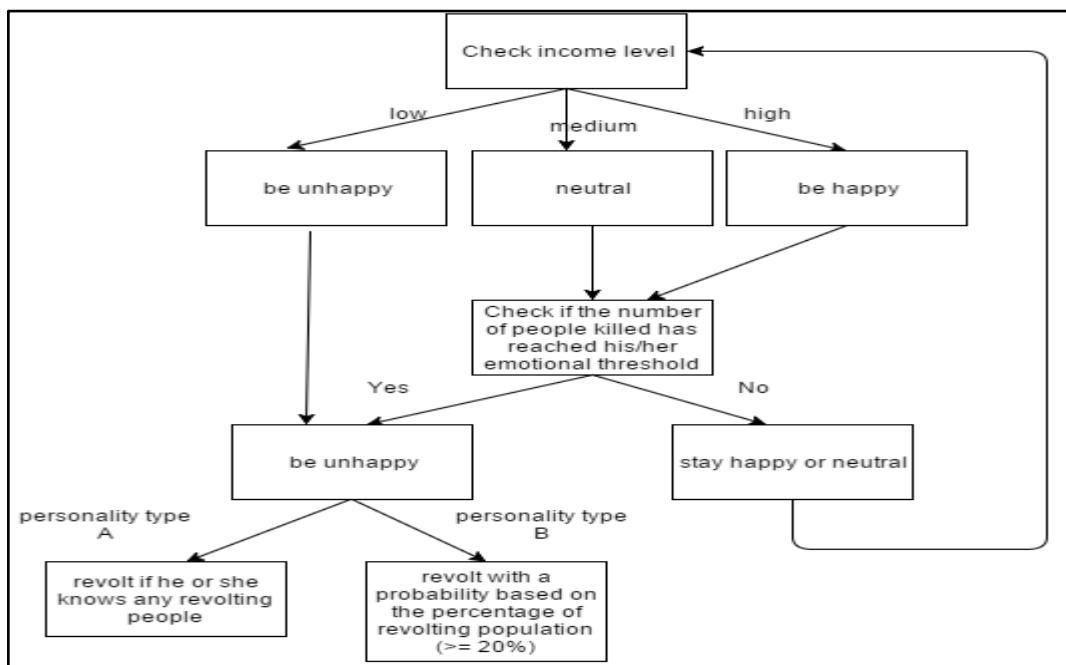 Check income level
low
medium
high
be unhappy
neutral
be happy
Check if the number
of people killed has
reached his/her
emotional threshold
Yes
No
be unhappy
stay happy or neutral
personality type
A
personality type
B
revolt if he or she
knows any revolting
people
revolt with a
probability based on
the percentage of
revolting population
(>= 20%)